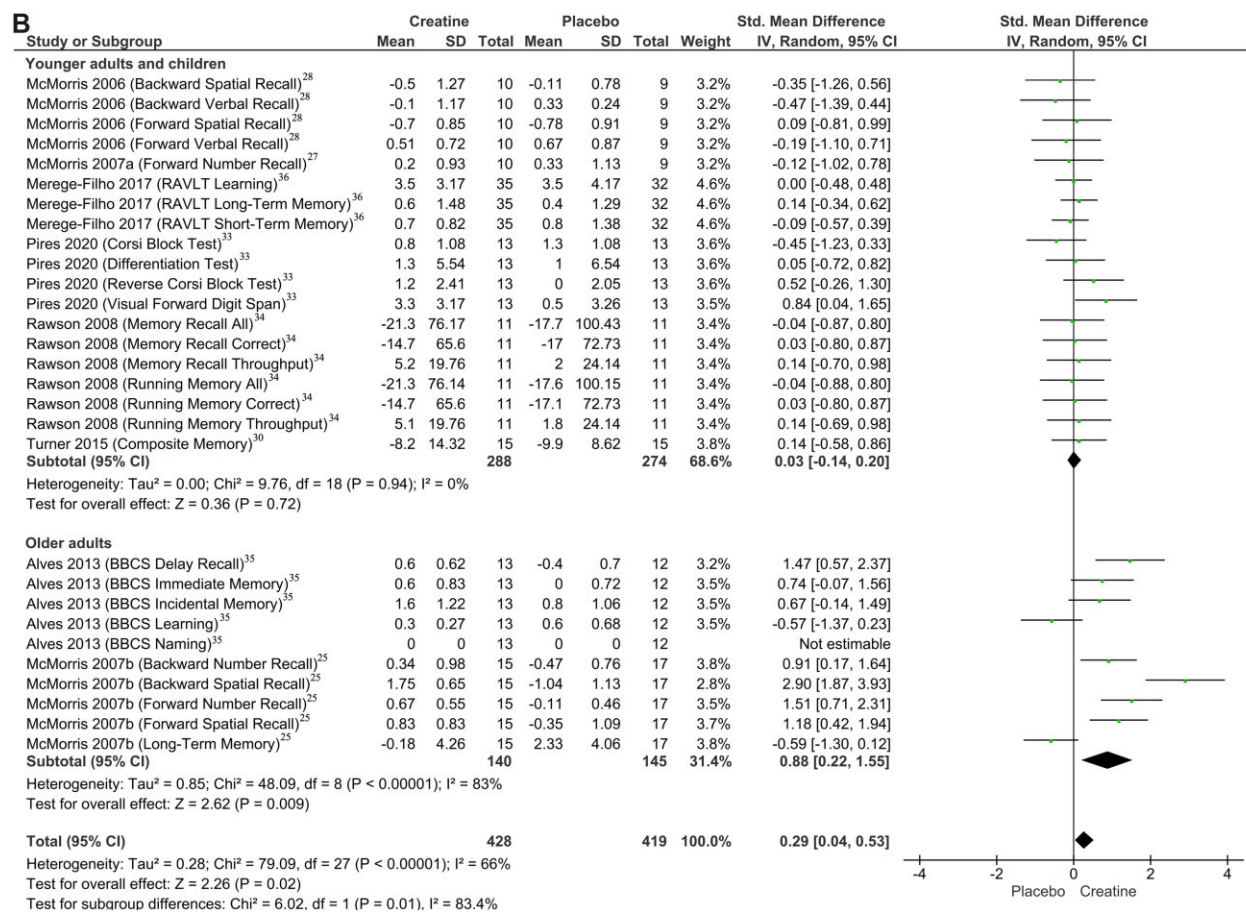 B
Creatine Placebo Std. Mean Difference Std. Mean Difference
Study or Subgroup Mean SD Total Mean SD Total Weight IV, Random, 95% CI IV, Random, 95% CI
Younger adults and children
McMorris 2006 (Backward Spatial Recall)28 -0.5 1.27 10 -0.11 0.78 9 3.2% -0.35 [-1.26, 0.56]
McMorris 2006 (Backward Verbal Recall)28 -0.1 1.17 10 0.33 0.24 9 3.2% -0.47 [-1.39, 0.44]
McMorris 2006 (Forward Spatial Recall)28 -0.7 0.85 10 -0.78 0.91 9 3.2% 0.09 [-0.81, 0.99]
McMorris 2006 (Forward Verbal Recall)28 0.51 0.72 10 0.67 0.87 9 3.2% -0.19 [-1.10, 0.71]
McMorris 2007a (Forward Number Recall)27 0.2 0.93 10 0.33 1.13 9 3.2% -0.12 [-1.02, 0.78]
Merege-Filho 2017 (RAVLT Learning)36 3.5 3.17 35 3.5 4.17 32 4.6% 0.00 [-0.48, 0.48]
Merege-Filho 2017 (RAVLT Long-Term Memory)36 0.6 1.48 35 0.4 1.29 32 4.6% 0.14 [-0.34, 0.62]
Merege-Filho 2017 (RAVLT Short-Term Memory)36 0.7 0.82 35 0.8 1.38 32 4.6% -0.09 [-0.57, 0.39]
Pires 2020 (Corsi Block Test)33 0.8 1.08 13 1.3 1.08 13 3.6% -0.45 [-1.23, 0.33]
Pires 2020 (Differentiation Test)33 1.3 5.54 13 1 6.54 13 3.6% 0.05 [-0.72, 0.82]
Pires 2020 (Reverse Corsi Block Test)33 1.2 2.41 13 0 2.05 13 3.6% 0.52 [-0.26, 1.30]
Pires 2020 (Visual Forward Digit Span)33 3.3 3.17 13 0.5 3.26 13 3.5% 0.84 [0.04, 1.65]
Rawson 2008 (Memory Recall All)34 -21.3 76.17 11 -17.7 100.43 11 3.4% -0.04 [-0.87, 0.80]
Rawson 2008 (Memory Recall Correct)34 -14.7 65.6 11 -17 72.73 11 3.4% 0.03 [-0.80, 0.87]
Rawson 2008 (Memory Recall Throughput)34 5.2 19.76 11 2 24.14 11 3.4% 0.14 [-0.70, 0.98]
Rawson 2008 (Running Memory All)34 -21.3 76.14 11 -17.6 100.15 11 3.4% -0.04 [-0.88, 0.80]
Rawson 2008 (Running Memory Correct)34 -14.7 65.6 11 -17.1 72.73 11 3.4% 0.03 [-0.80, 0.87]
Rawson 2008 (Running Memory Throughput)34 5.1 19.76 11 1.8 24.14 11 3.4% 0.14 [-0.69, 0.98]
Turner 2015 (Composite Memory)30 -8.2 14.32 15 -9.9 8.62 15 3.8% 0.14 [-0.58, 0.86]
Subtotal (95% CI) 288 274 68.6% 0.03 [-0.14, 0.20]
Heterogeneity: Tau² = 0.00; Chi² = 9.76, df = 18 (P = 0.94); I² = 0%
Test for overall effect: Z = 0.36 (P = 0.72)
Older adults
Alves 2013 (BBCS Delay Recall)35 0.6 0.62 13 -0.4 0.7 12 3.2% 1.47 [0.57, 2.37]
Alves 2013 (BBCS Immediate Memory)35 0.6 0.83 13 0 0.72 12 3.5% 0.74 [-0.07, 1.56]
Alves 2013 (BBCS Incidental Memory)35 1.6 1.22 13 0.8 1.06 12 3.5% 0.67 [-0.14, 1.49]
Alves 2013 (BBCS Learning)35 0.3 0.27 13 0.6 0.68 12 3.5% -0.57 [-1.37, 0.23]
Alves 2013 (BBCS Naming)35 0 0 13 0 0 12 Not estimable
McMorris 2007b (Backward Number Recall)25 0.34 0.98 15 -0.47 0.76 17 3.8% 0.91 [0.17, 1.64]
McMorris 2007b (Backward Spatial Recall)25 1.75 0.65 15 -1.04 1.13 17 2.8% 2.90 [1.87, 3.93]
McMorris 2007b (Forward Number Recall)25 0.67 0.55 15 -0.11 0.46 17 3.5% 1.51 [0.71, 2.31]
McMorris 2007b (Forward Spatial Recall)25 0.83 0.83 15 -0.35 1.09 17 3.7% 1.18 [0.42, 1.94]
McMorris 2007b (Long-Term Memory)25 -0.18 4.26 15 2.33 4.06 17 3.8% -0.59 [-1.30, 0.12]
Subtotal (95% CI) 140 145 31.4% 0.88 [0.22, 1.55]
Heterogeneity: Tau² = 0.85; Chi² = 48.09, df = 8 (P < 0.00001); I² = 83%
Test for overall effect: Z = 2.62 (P = 0.009)
Total (95% CI) 428 419 100.0% 0.29 [0.04, 0.53]
Heterogeneity: Tau² = 0.28; Chi² = 79.09, df = 27 (P < 0.00001); I² = 66%
Test for overall effect: Z = 2.26 (P = 0.02)
Test for subgroup differences: Chi² = 6.02, df = 1 (P = 0.01), I² = 83.4%
-4 -2 0 2 4
Placebo Creatine